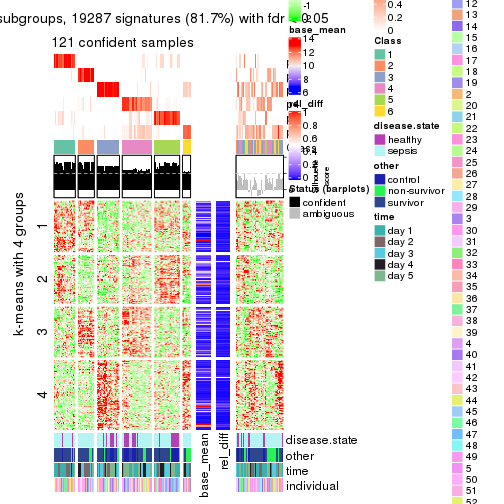 subgroups, 19287 signatures (81.7%) with fdr < 0.05
121 confident samples
k-means with 4 groups
1
2
3
4
base_mean
rel_diff
disease.state
other
time
individual
-1
-2
base_mean
14
12
10
8
6
rel_diff
1
0.8
0.6
0.4
0.2
0
Status (barplots)
confident
ambiguous
0.4
0.2
0
Class
1
2
3
4
5
6
disease.state
healthy
sepsis
other
control
non-survivor
survivor
time
day 1
day 2
day 3
day 4
day 5
12
13
14
15
16
17
18
19
2
20
21
22
23
24
25
26
27
28
29
3
30
31
32
33
34
35
36
37
38
39
4
40
41
42
43
44
45
46
47
48
49
5
50
51
52